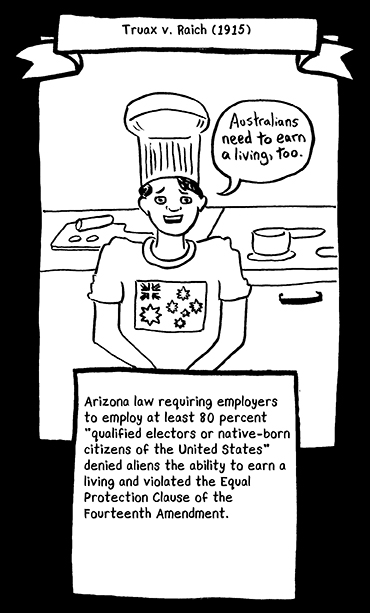 Truax v. Raich (1915)
Australians
need to earn
a living, too.
Arizona law requiring employers
to employ at least 80 percent
"qualified electors or native-born
citizens of the United States"
denied aliens the ability to earn a
living and violated the Equal
Protection Clause of the
Fourteenth Amendment.